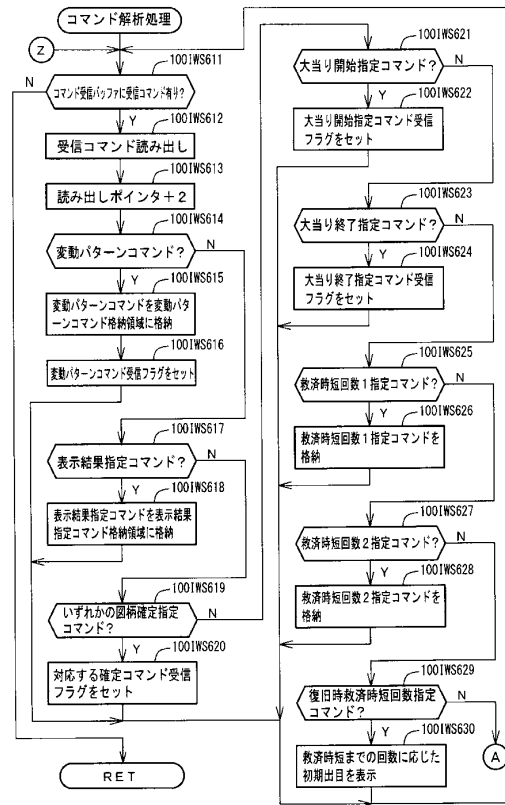 コマンド解析処理
Z
100IWS611
N
コマンド受信バッファに受信コマンド有り？
Y
100IWS612
受信コマンド読み出し
100IWS613
読み出しポインタ＋2
100IWS614
変動パターンコマンド？
N
Y
100IWS615
変動パターンコマンドを変動パ
ターンコマンド格納領域に格納
100IWS616
変動パターンコマンド受信フラグをセット
100IWS617
表示結果指定コマンド？
N
Y
100IWS618
表示結果指定コマンドを表示結果
指定コマンド格納領域に格納
100IWS619
いずれかの図柄確定指定
コマンド？
N
Y
100IWS620
対応する確定コマンド受信
フラグをセット
RET
100IWS621
大当り開始指定コマンド？
N
Y
100IWS622
大当り開始指定コマンド受信
フラグをセット
100IWS623
大当り終了指定コマンド？
N
Y
100IWS624
大当り終了指定コマンド受信
フラグをセット
100IWS625
救済時短回数1指定コマンド？
N
Y
100IWS626
救済時短回数1指定コマンドを
格納
100IWS627
救済時短回数2指定コマンド？
N
Y
100IWS628
救済時短回数2指定コマンドを
格納
100IWS629
復旧時救済時短回数指定
コマンド？
N
Y
100IWS630
救済時短までの回数に応じた
初期出目を表示
A